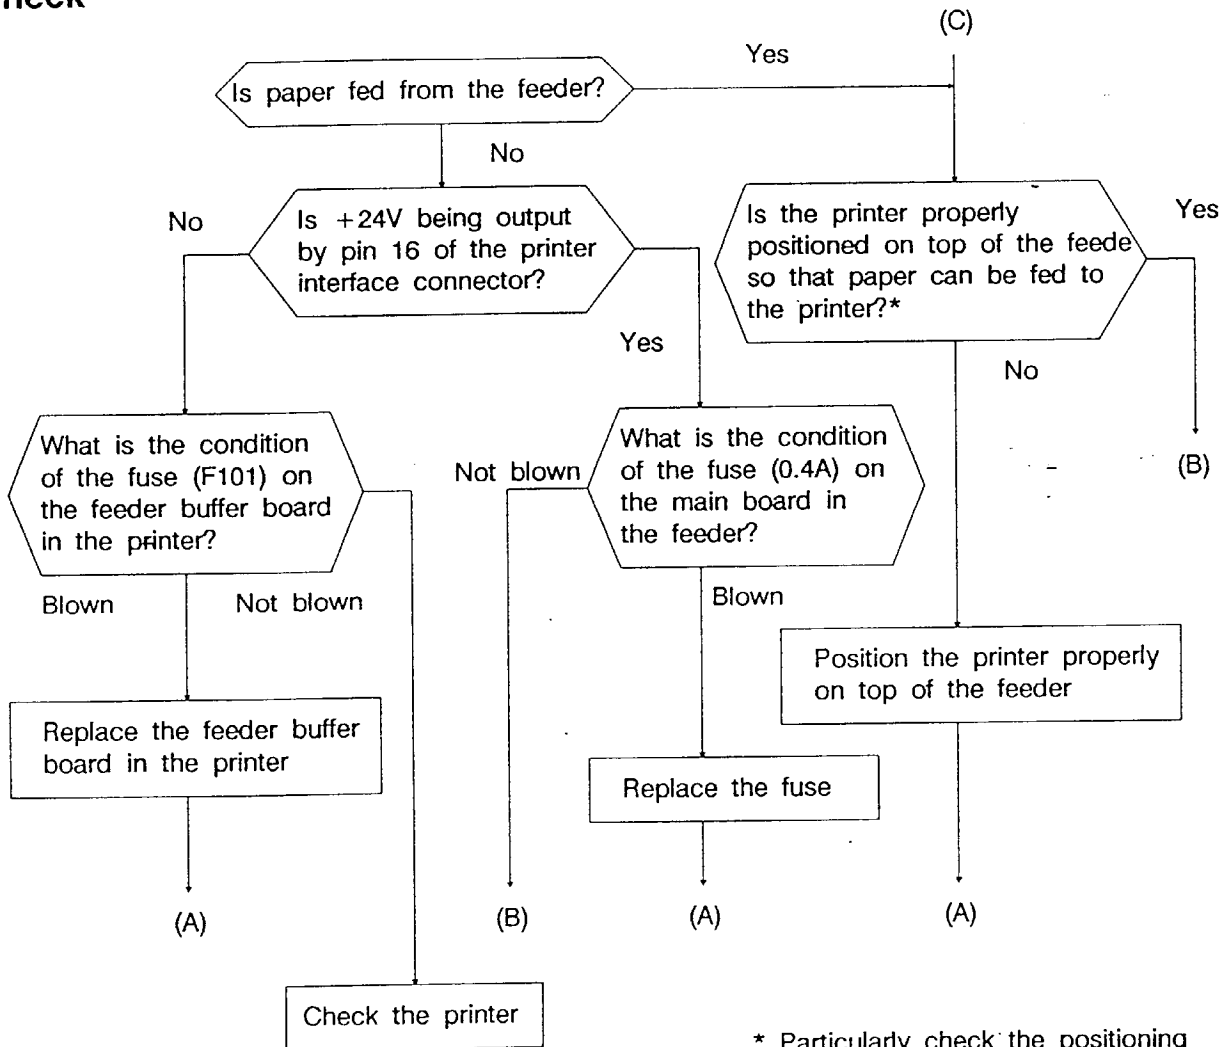 (C)
Yes
Is paper fed from the feeder?
No
No
Is +24V being output
by pin 16 of the printer
interface connector?
Is the printer properly
positioned on top of the feede
so that paper can be fed to
the printer?*
Yes
Yes
No
What is the condition
of the fuse (F101) on
the feeder buffer board
in the printer?
Not blown
What is the condition
of the fuse (0.4A) on
the main board in
the feeder?
(B)
Blown
Not blown
Blown
Position the printer properly
on top of the feeder
Replace the feeder buffer
board in the printer
Replace the fuse
(A)
(B)
(A)
(A)
Check the printer
* Particularly check the positioning